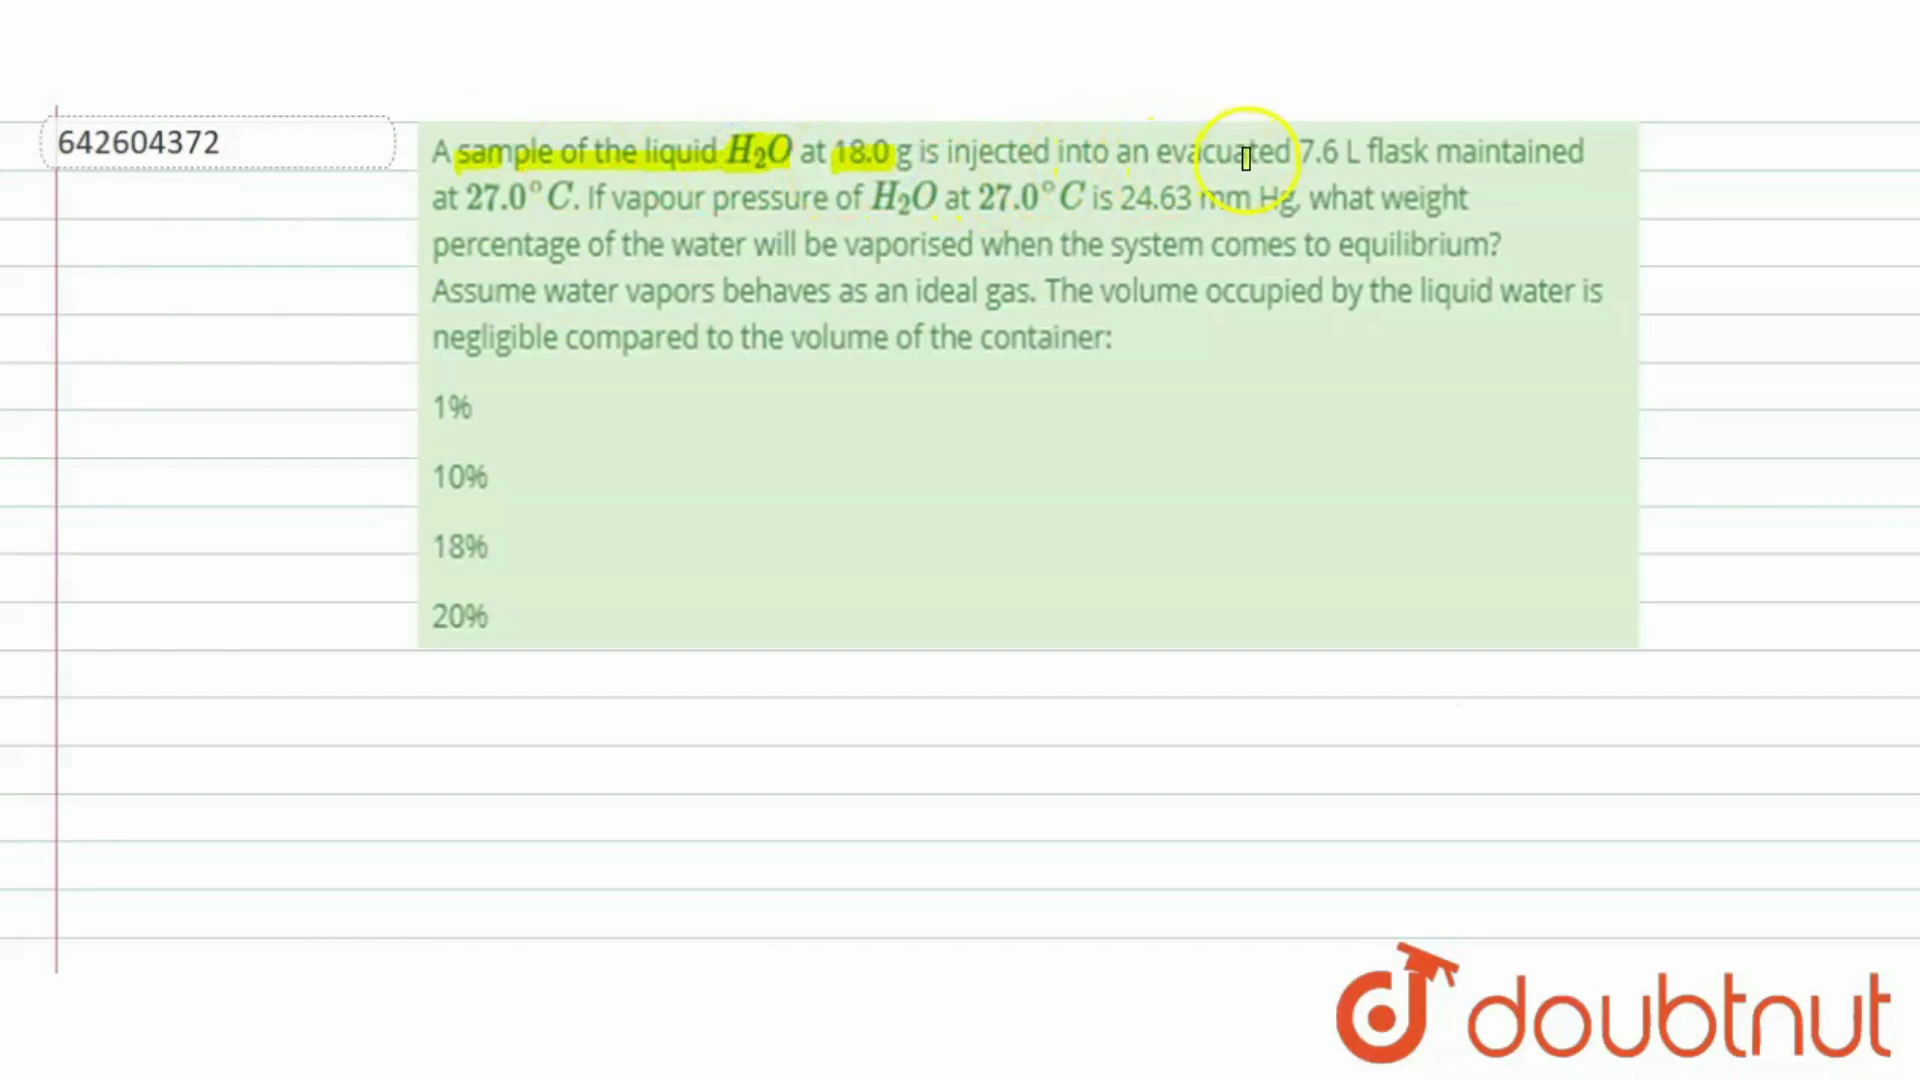 642604372
A sample of the liquid H₂O at 18.0 g is injected into an evacuated 7.6 L flask maintained
at 27.0° C. If vapour pressure of H₂O at 27.0° C is 24.63 mm Hg, what weight
percentage of the water will be vaporised when the system comes to equilibrium?
Assume water vapors behaves as an ideal gas. The volume occupied by the liquid water is
negligible compared to the volume of the container:
1%
10%
18%
20%
doubtnut